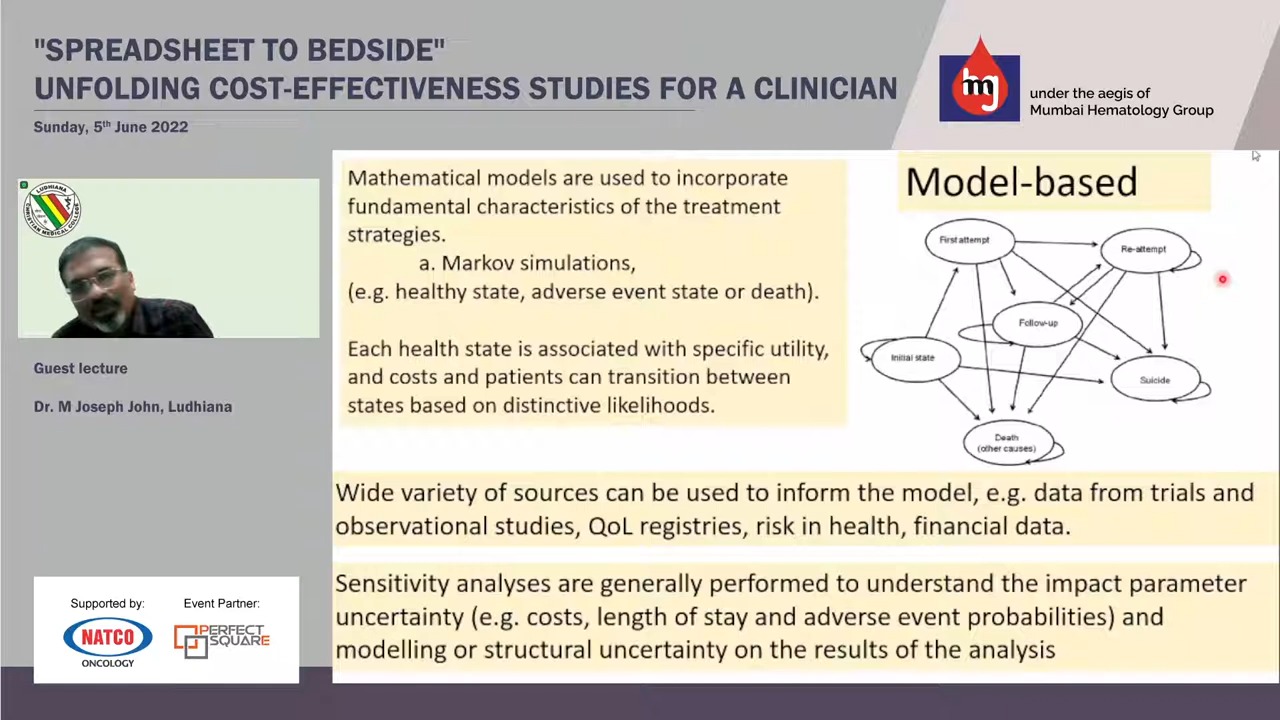 "SPREADSHEET TO BEDSIDE"
UNFOLDING COST-EFFECTIVENESS STUDIES FOR A CLINICIAN
Sunday, 5th June 2022
mg
under the aegis of
Mumbai Hematology Group
LUDHIANA
CHRISTIAN MEDICAL COLLEGE
Guest lecture
Dr. M Joseph John, Ludhiana
Supported by:
NATCO
ONCOLOGY
Event Partner:
PERFECT
SQUARE
Mathematical models are used to incorporate
fundamental characteristics of the treatment
strategies.
a. Markov simulations,
(e.g. healthy state, adverse event state or death).
Each health state is associated with specific utility,
and costs and patients can transition between
states based on distinctive likelihoods.
Model-based
First attempt
Re-attempt
Follow-up
Initial state
Suicide
Death
(other causes)
Wide variety of sources can be used to inform the model, e.g. data from trials and
observational studies, QoL registries, risk in health, financial data.
Sensitivity analyses are generally performed to understand the impact parameter
uncertainty (e.g. costs, length of stay and adverse event probabilities) and
modelling or structural uncertainty on the results of the analysis